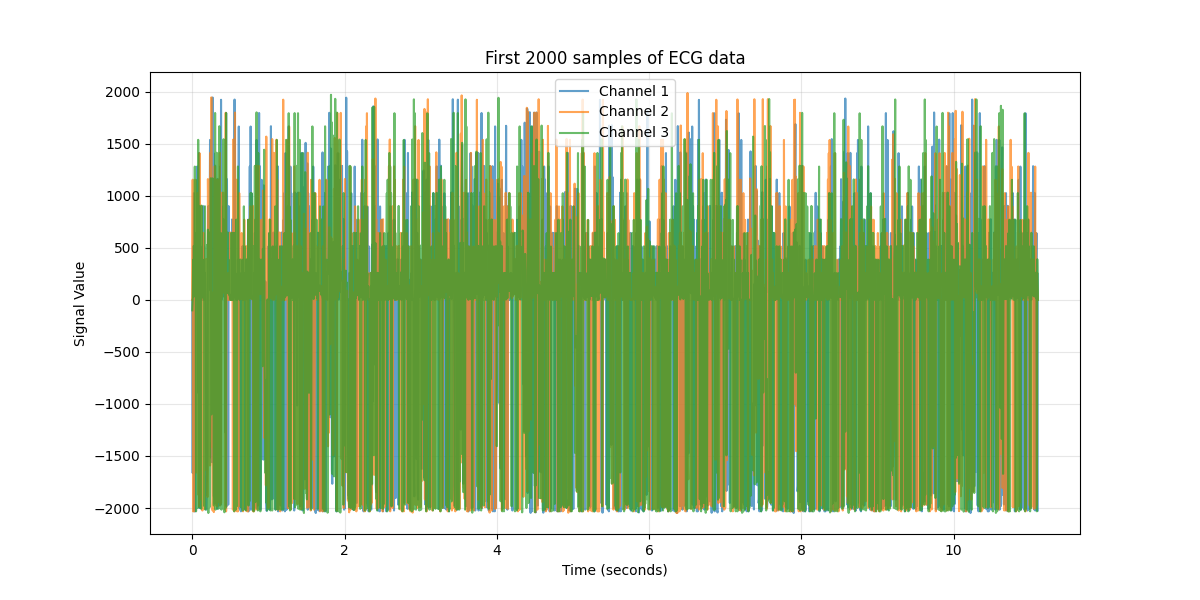 First 2000 samples of ECG data
Channel 1
Channel 2
Channel 3
2000
1500
1000
500
0
−500
−1000
−1500
−2000
Signal Value
0 2 4 6 8 10
Time (seconds)